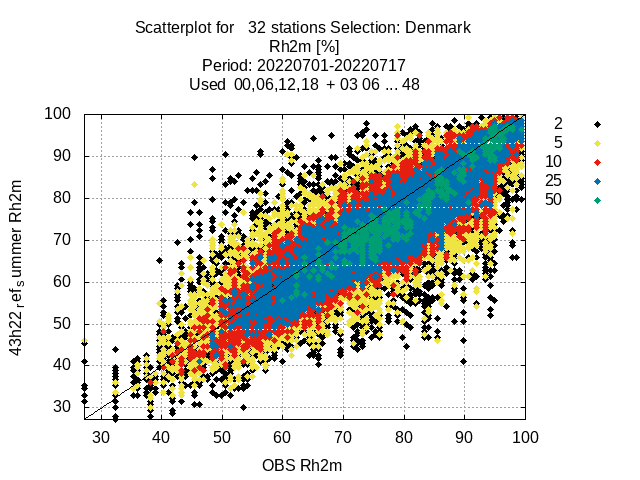 Scatterplot for   32 stations Selection: Denmark
Rh2m [%]
Period: 20220701-20220717
Used  00,06,12,18  + 03 06 ... 48
43h22_ref_summer Rh2m
100
90
80
70
60
50
40
30
30 40 50 60 70 80 90 100
OBS Rh2m
2
5
10
25
50